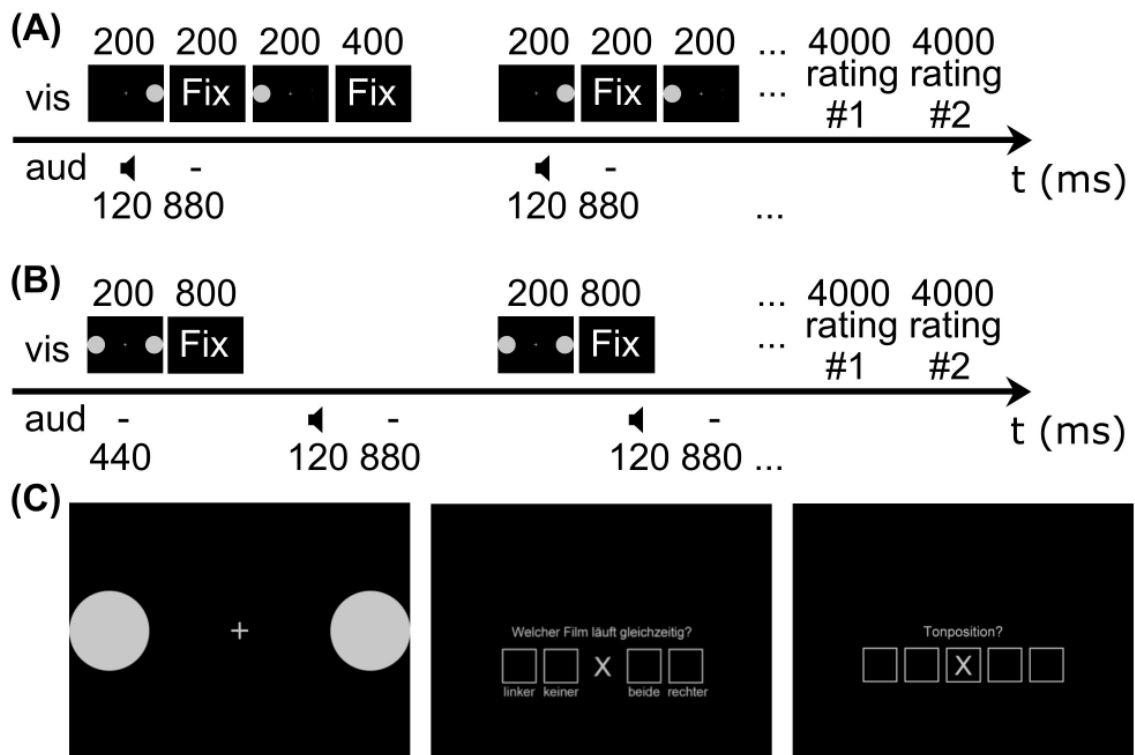 (A)
200 200 200 400 200 200 200 ... 4000 4000
vis Fix Fix Fix ... rating rating
#1 #2
aud - - t (ms)
120 880 120 880 ...
(B)
200 800 200 800 ... 4000 4000
vis Fix Fix ... rating rating
#1 #2
aud - - - t (ms)
440 120 880 120 880 ...
(C)
Welcher Film läuft gleichzeitig?
X
linker keiner beide rechter
Tonposition?
X